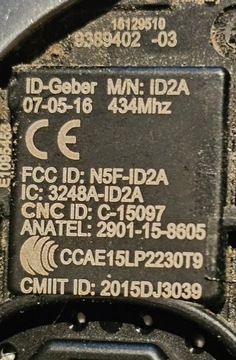 16129510
9389402 -03
ID-Geber M/N: ID2A
07-05-16 434Mhz
CE
FCC ID: N5F-ID2A
IC: 3248A-ID2A
CNC ID: C-15097
ANATEL: 2901-15-8605
CCAE15LP2230T9
CMIIT ID: 2015DJ3039